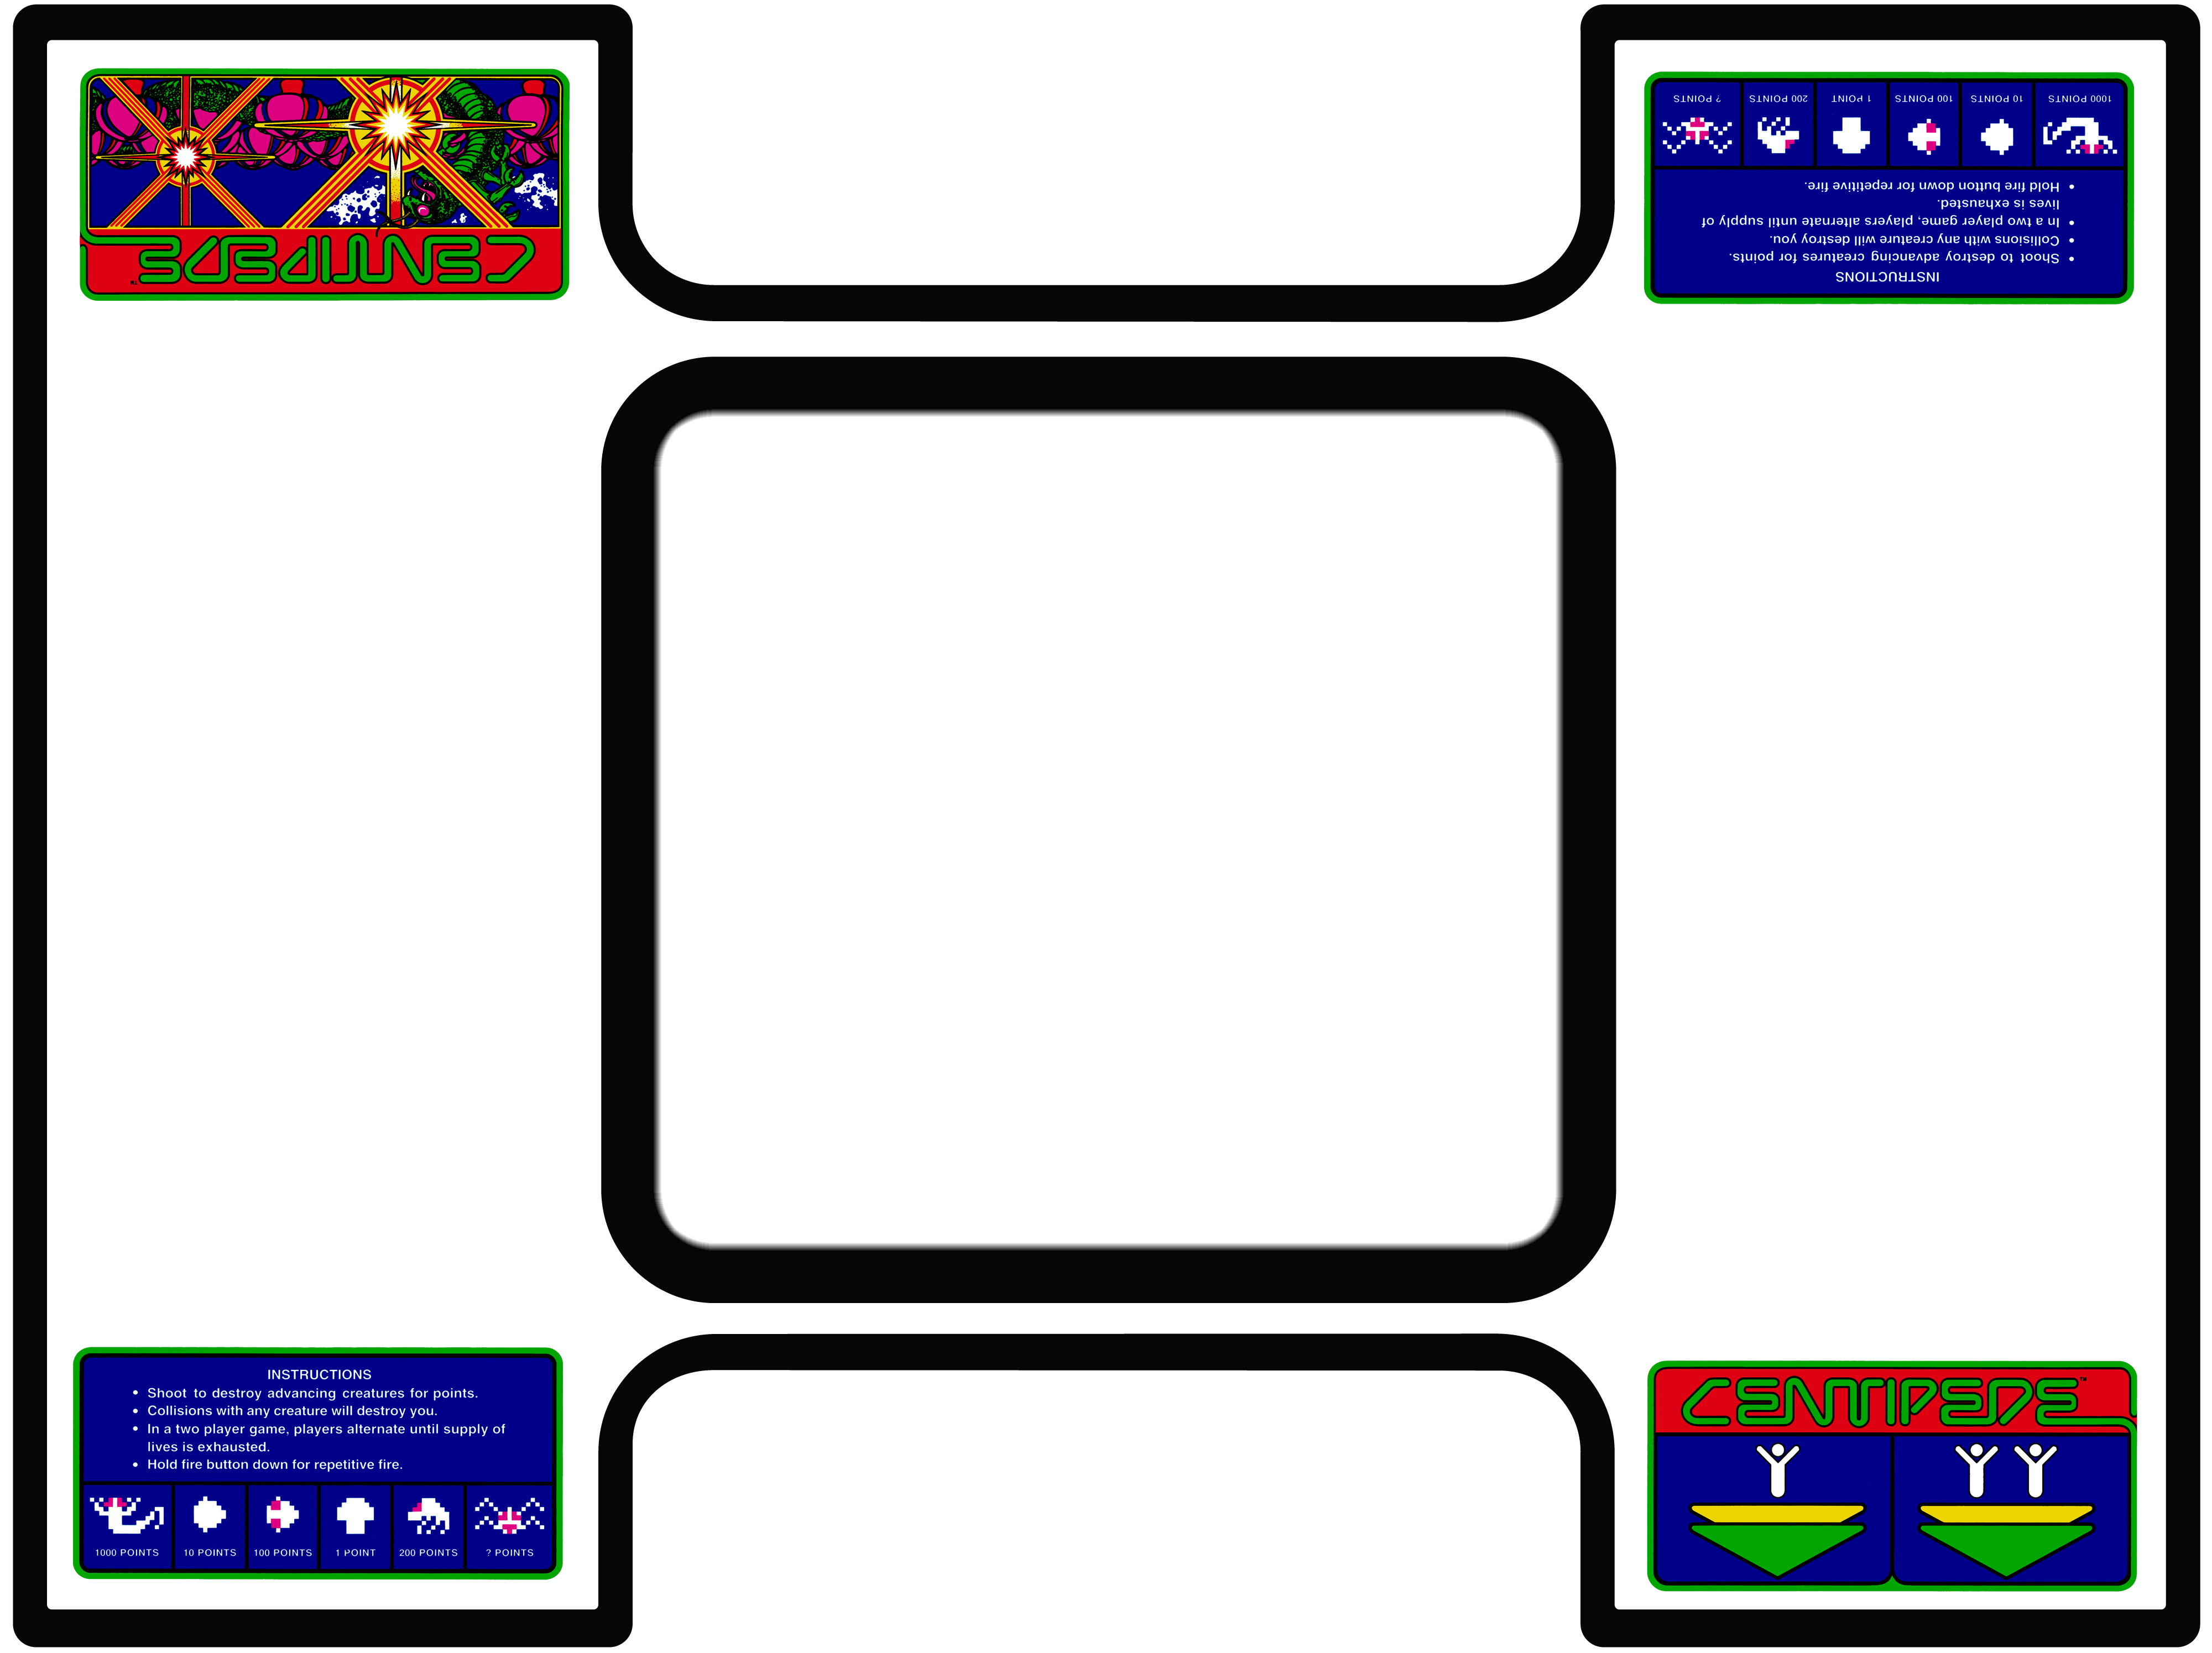 CENTIPEDE™
? POINTS
200 POINTS
1 POINT
100 POINTS
10 POINTS
1000 POINTS
INSTRUCTIONS
• Shoot to destroy advancing creatures for points.
• Collisions with any creature will destroy you.
• In a two player game, players alternate until supply of
lives is exhausted.
• Hold fire button down for repetitive fire.
INSTRUCTIONS
• Shoot to destroy advancing creatures for points.
• Collisions with any creature will destroy you.
• In a two player game, players alternate until supply of
lives is exhausted.
• Hold fire button down for repetitive fire.
1000 POINTS
10 POINTS
100 POINTS
1 POINT
200 POINTS
? POINTS
CENTIPEDE™